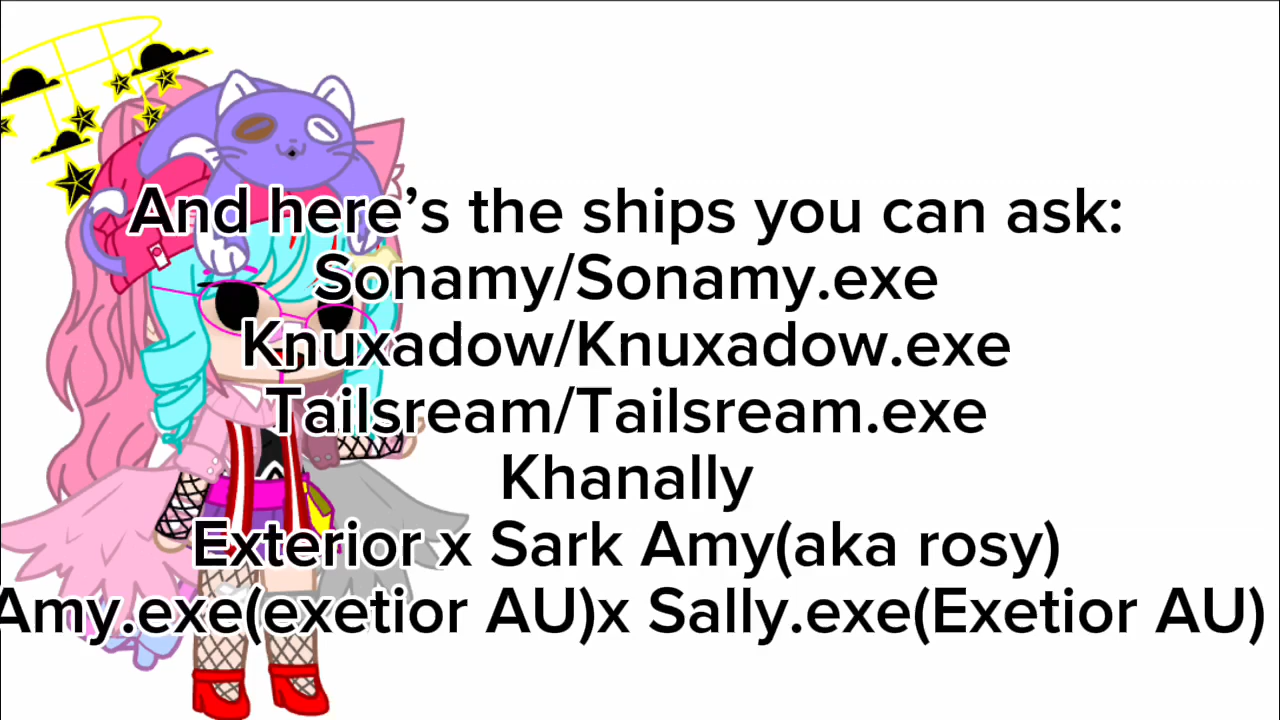 And here’s the ships you can ask:
Sonamy/Sonamy.exe
Knuxadow/Knuxadow.exe
Tailsream/Tailsream.exe
Khanally
Exterior x Sark Amy(aka rosy)
Amy.exe(exetior AU)x Sally.exe(Exetior AU)